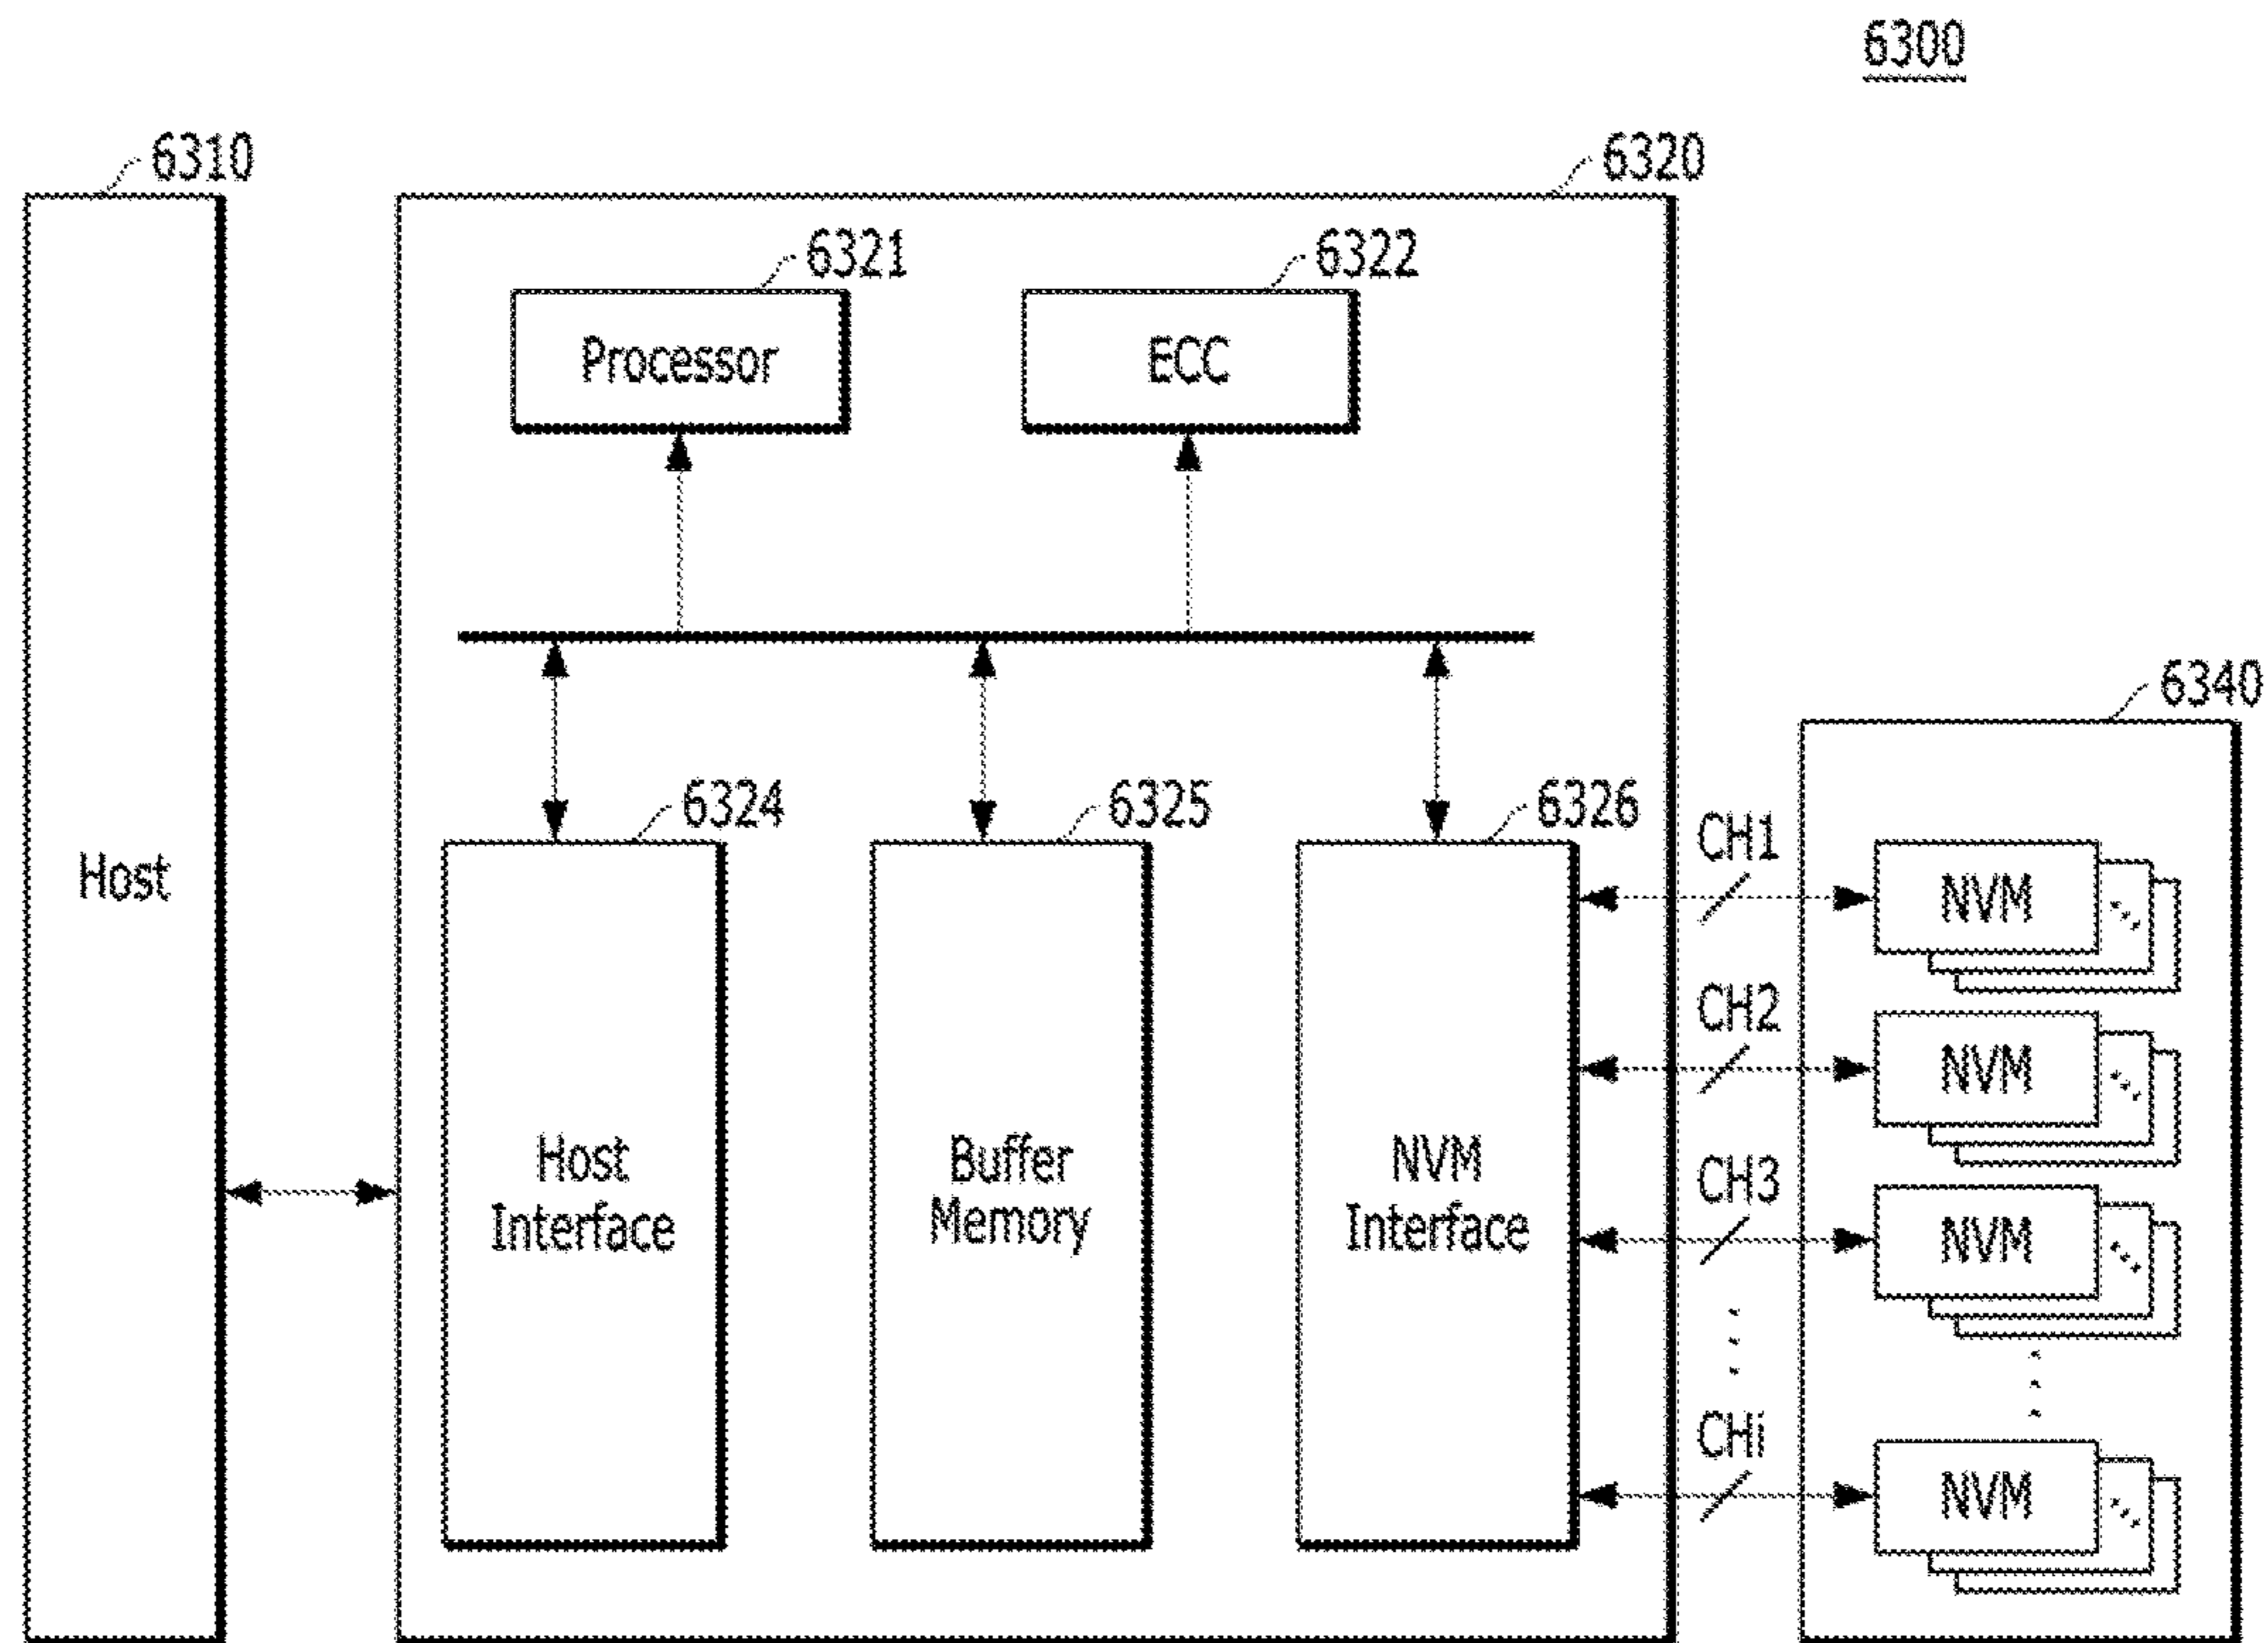 6300
6310
6320
6321
6322
Processor
ECC
6340
6324
6325
6326
CH1
Host
NVM
CH2
NVM
Host
Interface
Buffer
Memory
NVM
Interface
CH3
NVM
CHi
NVM